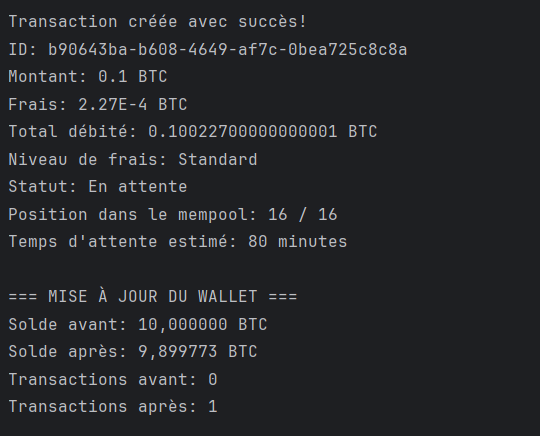 Transaction créée avec succès!
ID: b90643ba-b608-4649-af7c-0bea725c8c8a
Montant: 0.1 BTC
Frais: 2.27E-4 BTC
Total débité: 0.10022700000000001 BTC
Niveau de frais: Standard
Statut: En attente
Position dans le mempool: 16 / 16
Temps d'attente estimé: 80 minutes
=== MISE À JOUR DU WALLET ===
Solde avant: 10,000000 BTC
Solde après: 9,899773 BTC
Transactions avant: 0
Transactions après: 1